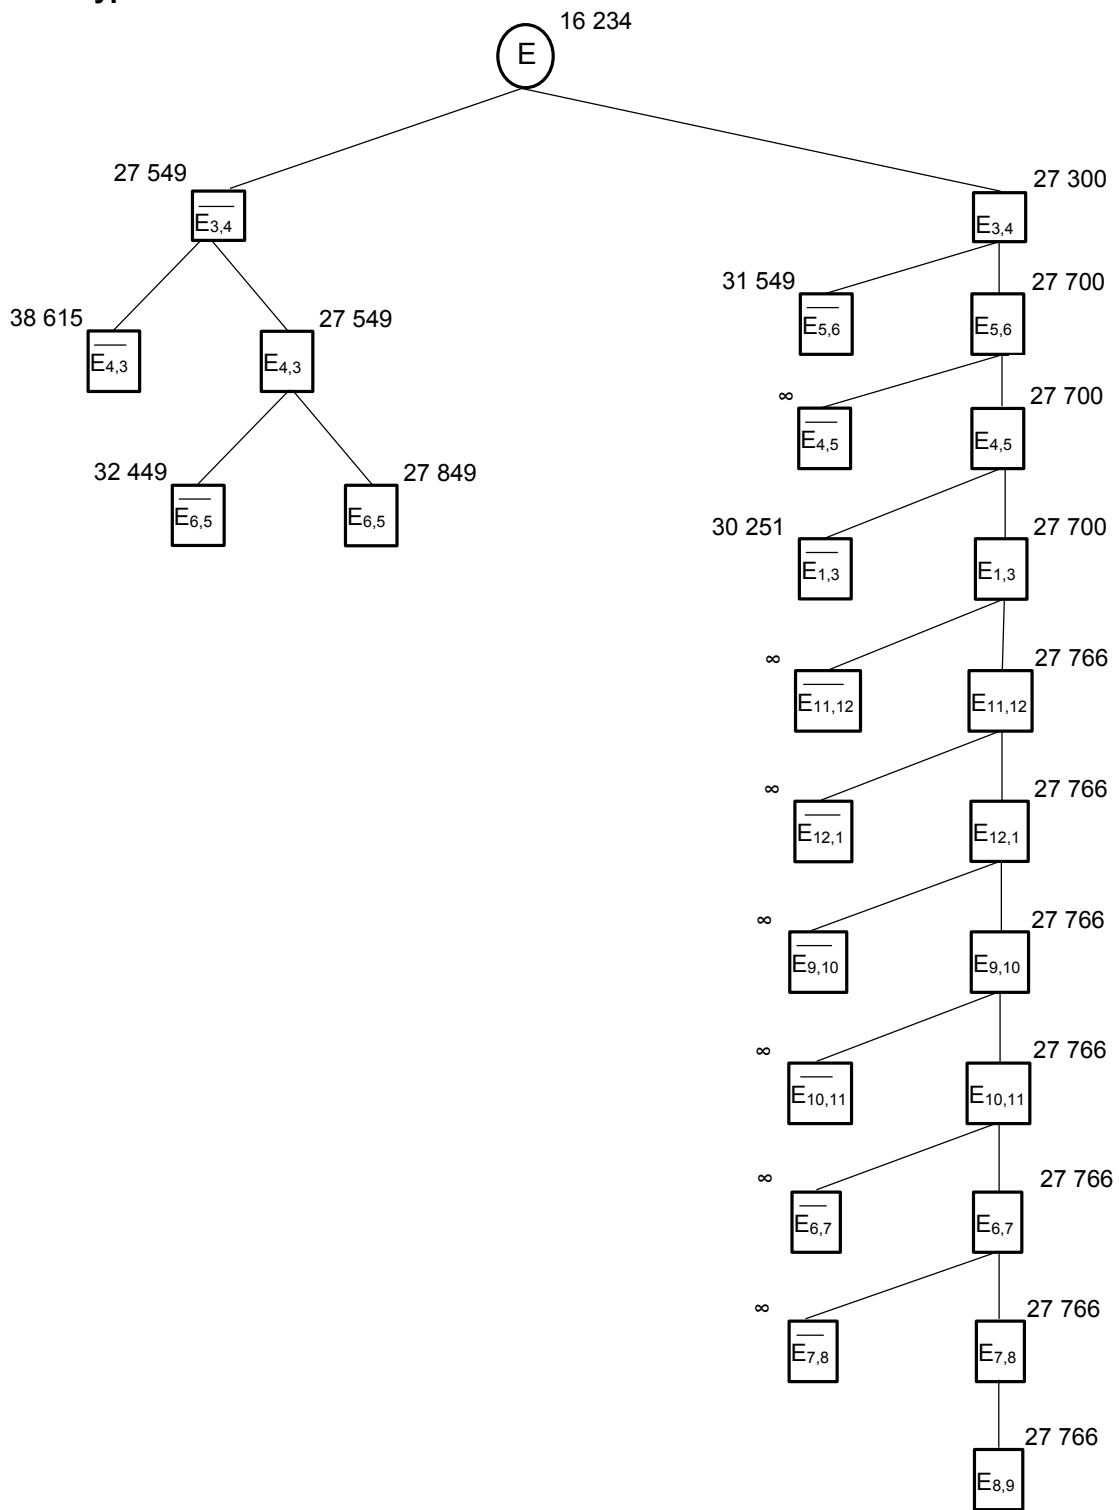 16 234
E
27 549
27 300
E3,4
E3,4
31 549
27 700
38 615
27 549
E5,6
E5,6
E4,3
E4,3
∞
27 700
E4,5
E4,5
32 449
27 849
E6,5
E6,5
30 251
27 700
E1,3
E1,3
∞
27 766
E11,12
E11,12
∞
27 766
E12,1
E12,1
∞
27 766
E9,10
E9,10
∞
27 766
E10,11
E10,11
∞
27 766
E6,7
E6,7
∞
27 766
E7,8
E7,8
27 766
E8,9